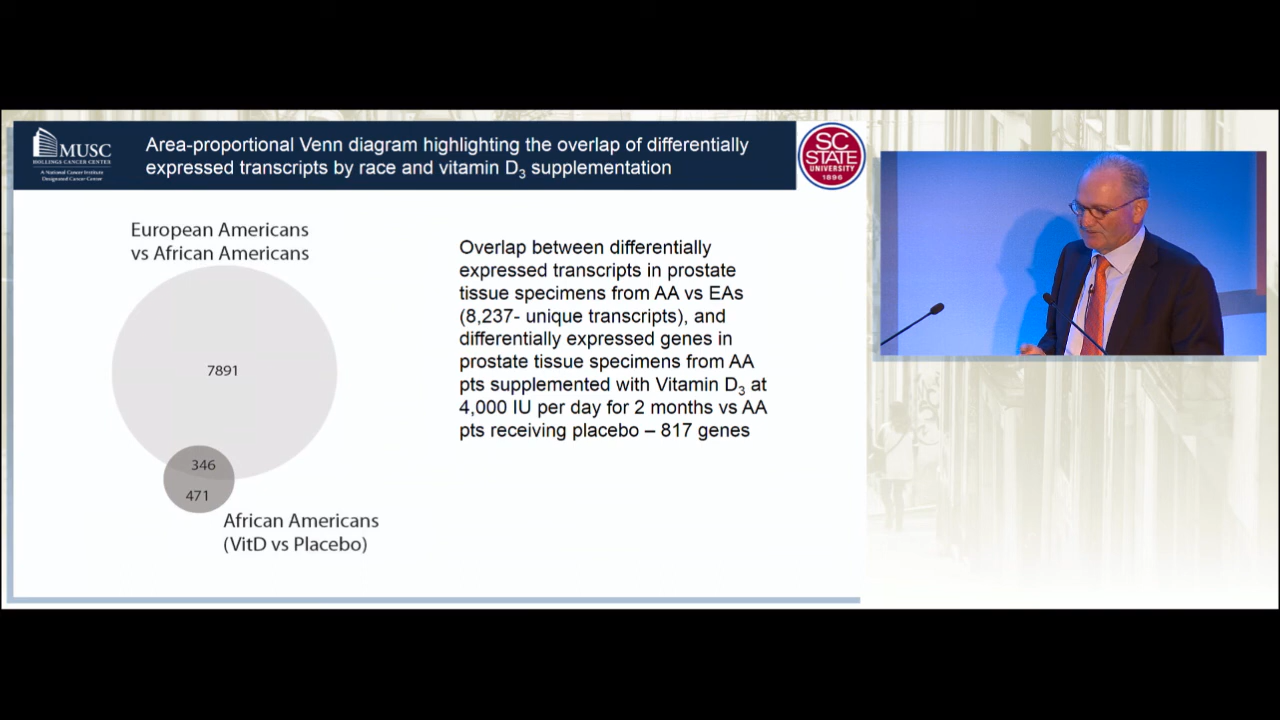 MUSC
HOLLINGS CANCER CENTER
A National Cancer Institute
Designated Cancer Center
Area-proportional Venn diagram highlighting the overlap of differentially
expressed transcripts by race and vitamin D3 supplementation
SC
STATE
UNIVERSITY
1896
European Americans
vs African Americans
7891
346
471
African Americans
(VitD vs Placebo)
Overlap between differentially
expressed transcripts in prostate
tissue specimens from AA vs EAs
(8,237- unique transcripts), and
differentially expressed genes in
prostate tissue specimens from AA
pts supplemented with Vitamin D3 at
4,000 IU per day for 2 months vs AA
pts receiving placebo – 817 genes